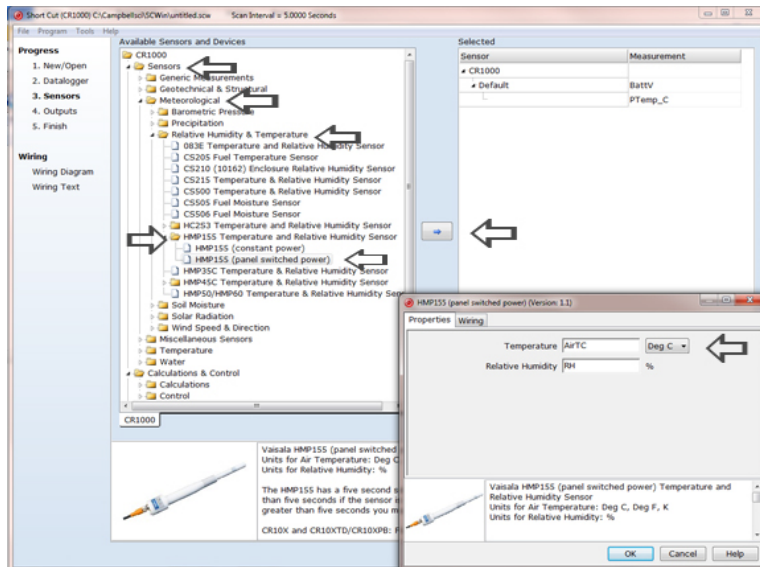 Short Cut (CR1000) C:\Campbellsci\SCWin\untitled.scw Scan Interval = 5.0000 Seconds
File Program Tools Help
Progress
1. New/Open
2. Datalogger
3. Sensors
4. Outputs
5. Finish
Wiring
Wiring Diagram
Wiring Text
Available Sensors and Devices
CR1000
Sensors
Generic Measurements
Geotechnical & Structural
Meteorological
Barometric Pressure
Precipitation
Relative Humidity & Temperature
083E Temperature and Relative Humidity Sensor
CS205 Fuel Temperature Sensor
CS210 (10162) Enclosure Relative Humidity Sensor
CS215 Temperature & Relative Humidity Sensor
CS500 Temperature & Relative Humidity Sensor
CS505 Fuel Moisture Sensor
CS506 Fuel Moisture Sensor
HC2S3 Temperature and Relative Humidity Sensor
HMP155 Temperature and Relative Humidity Sensor
HMP155 (constant power)
HMP155 (panel switched power)
HMP35C Temperature & Relative Humidity Sensor
HMP45C Temperature & Relative Humidity Sensor
HMP50/HMP60 Temperature & Relative Humidity Sen
Soil Moisture
Solar Radiation
Wind Speed & Direction
Miscellaneous Sensors
Temperature
Water
Calculations & Control
Calculations
Control
CR1000
Selected
Sensor Measurement
CR1000
Default BattV
PTemp_C
Vaisala HMP155 (panel switched
Units for Air Temperature: Deg C
Units for Relative Humidity: %
The HMP155 has a five second
than five seconds if the sensor is
greater than five seconds you m
CR10X and CR10XTD/CR10XPB:
HMP155 (panel switched power) (Version: 1.1)
Properties Wiring
Temperature AirTC Deg C
Relative Humidity RH %
Vaisala HMP155 (panel switched power) Temperature and
Relative Humidity Sensor
Units for Air Temperature: Deg C, Deg F, K
Units for Relative Humidity: %
OK Cancel Help